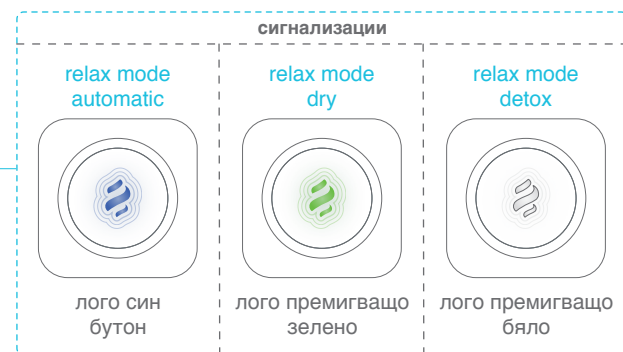 сигнализации
relax mode
automatic
relax mode
dry
relax mode
detox
лого син
бутон
лого премигващо
зелено
лого премигващо
бяло